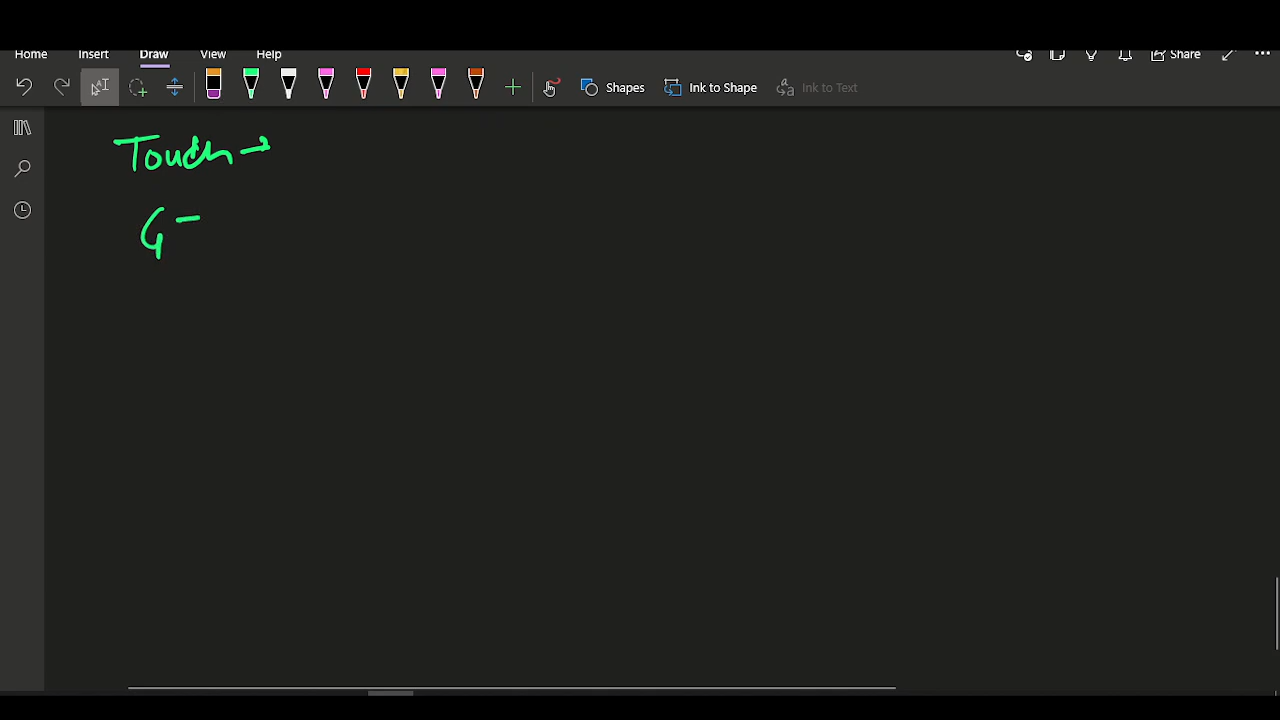 Home Insert Draw View Help Share
Shapes Ink to Shape Ink to Text
Touch →
G -